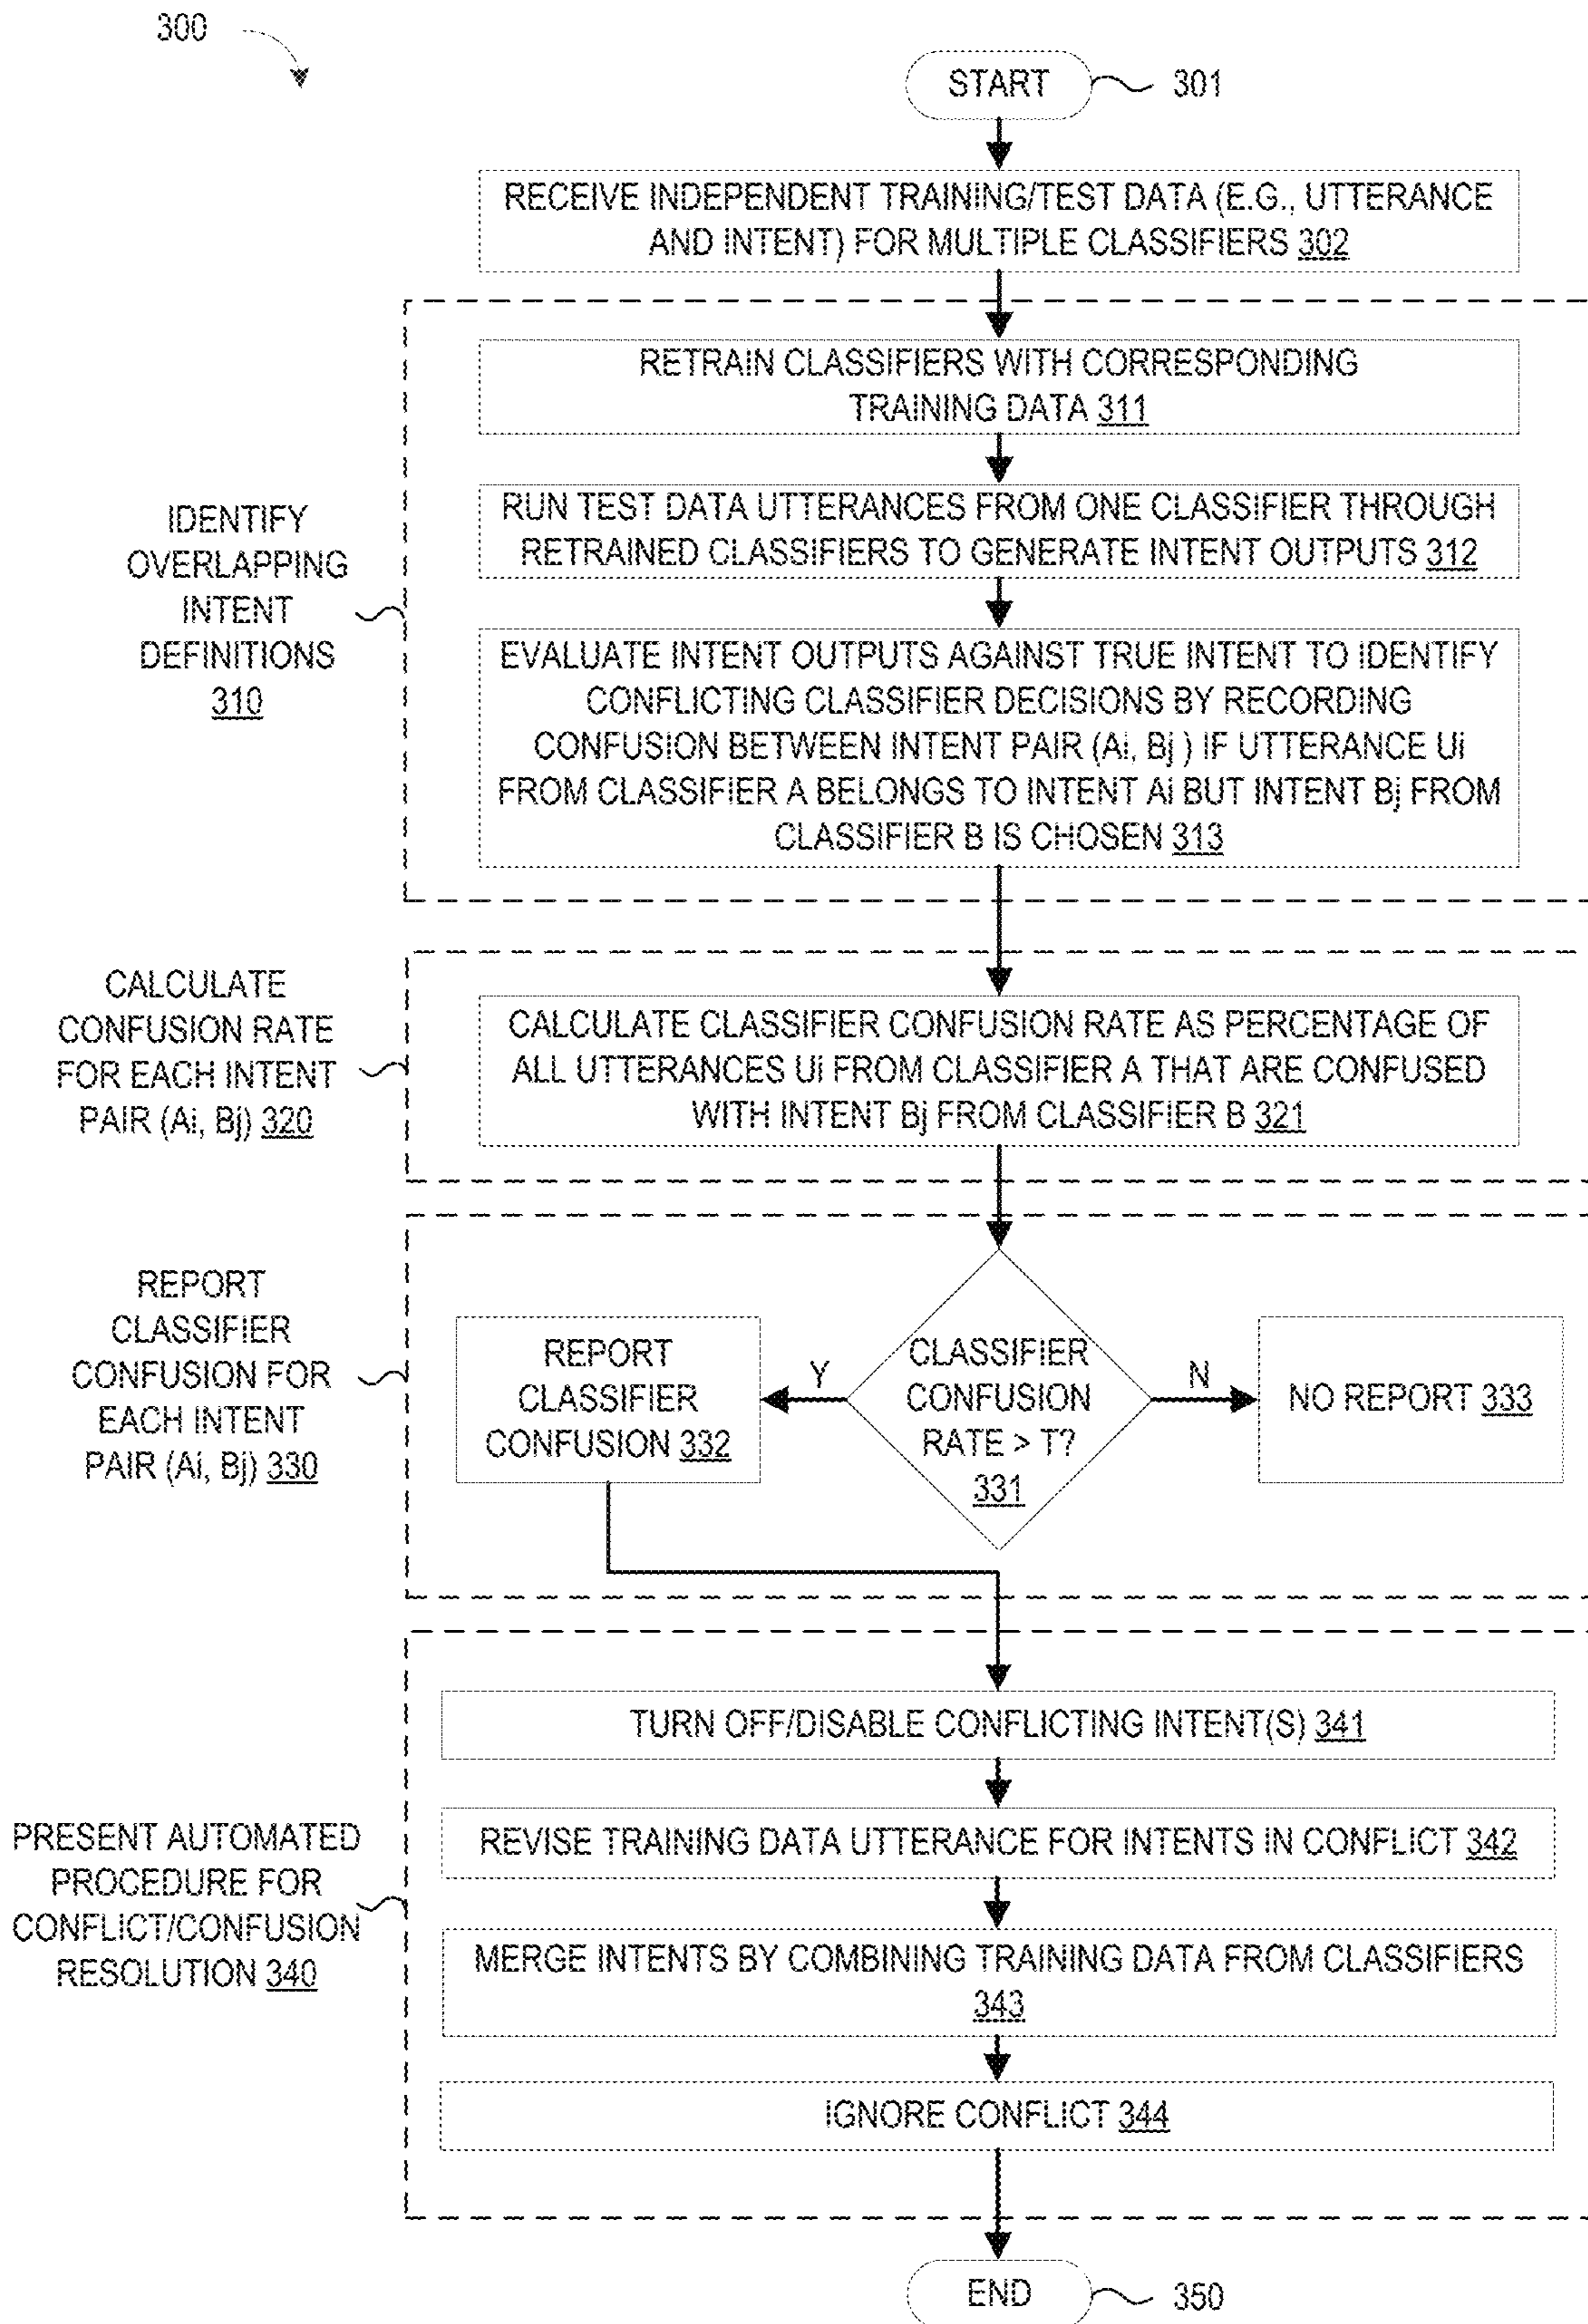 300
START
301
RECEIVE INDEPENDENT TRAINING/TEST DATA (E.G., UTTERANCE
AND INTENT) FOR MULTIPLE CLASSIFIERS 302
IDENTIFY
OVERLAPPING
INTENT
DEFINITIONS
310
RETRAIN CLASSIFIERS WITH CORRESPONDING
TRAINING DATA 311
RUN TEST DATA UTTERANCES FROM ONE CLASSIFIER THROUGH
RETRAINED CLASSIFIERS TO GENERATE INTENT OUTPUTS 312
EVALUATE INTENT OUTPUTS AGAINST TRUE INTENT TO IDENTIFY
CONFLICTING CLASSIFIER DECISIONS BY RECORDING
CONFUSION BETWEEN INTENT PAIR (Ai, Bj ) IF UTTERANCE Ui
FROM CLASSIFIER A BELONGS TO INTENT Ai BUT INTENT Bj FROM
CLASSIFIER B IS CHOSEN 313
CALCULATE
CONFUSION RATE
FOR EACH INTENT
PAIR (Ai, Bj) 320
CALCULATE CLASSIFIER CONFUSION RATE AS PERCENTAGE OF
ALL UTTERANCES Ui FROM CLASSIFIER A THAT ARE CONFUSED
WITH INTENT Bj FROM CLASSIFIER B 321
REPORT
CLASSIFIER
CONFUSION FOR
EACH INTENT
PAIR (Ai, Bj) 330
REPORT
CLASSIFIER
CONFUSION 332
Y
CLASSIFIER
CONFUSION
RATE > T?
331
N
NO REPORT 333
PRESENT AUTOMATED
PROCEDURE FOR
CONFLICT/CONFUSION
RESOLUTION 340
TURN OFF/DISABLE CONFLICTING INTENT(S) 341
REVISE TRAINING DATA UTTERANCE FOR INTENTS IN CONFLICT 342
MERGE INTENTS BY COMBINING TRAINING DATA FROM CLASSIFIERS
343
IGNORE CONFLICT 344
END
350